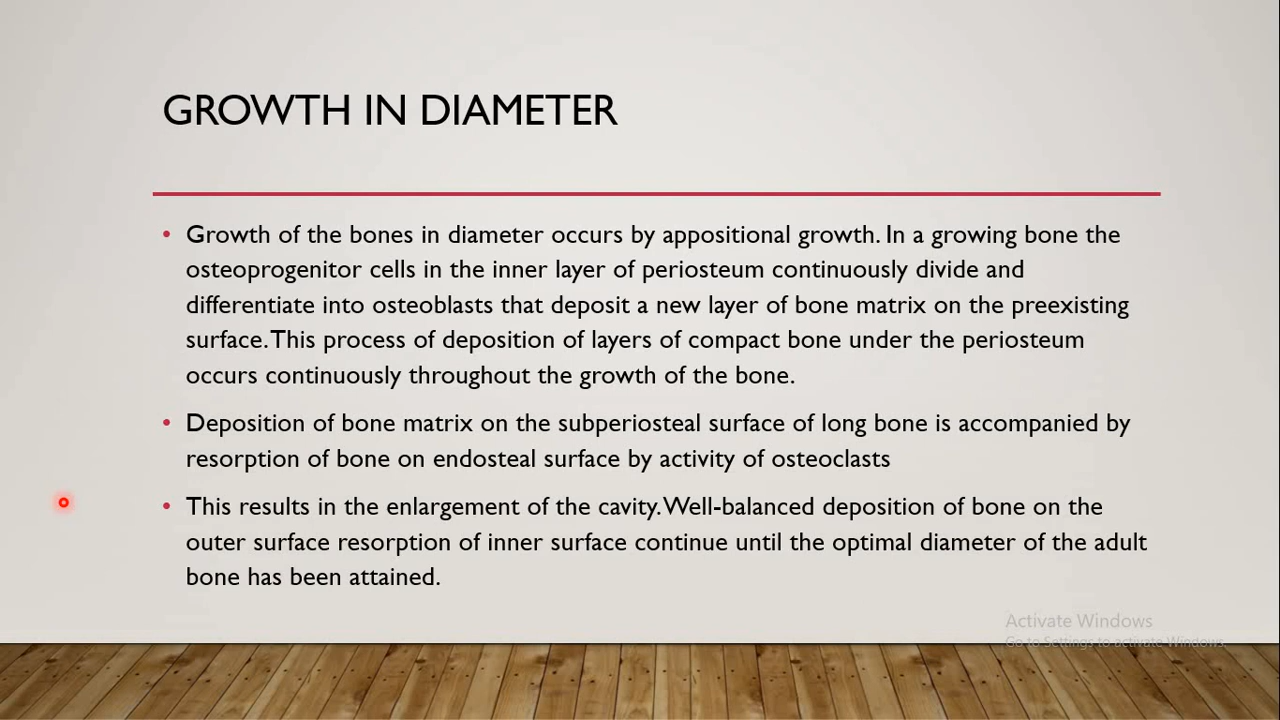 GROWTH IN DIAMETER
• Growth of the bones in diameter occurs by appositional growth. In a growing bone the
osteoprogenitor cells in the inner layer of periosteum continuously divide and
differentiate into osteoblasts that deposit a new layer of bone matrix on the preexisting
surface. This process of deposition of layers of compact bone under the periosteum
occurs continuously throughout the growth of the bone.
• Deposition of bone matrix on the subperiosteal surface of long bone is accompanied by
resorption of bone on endosteal surface by activity of osteoclasts
• This results in the enlargement of the cavity. Well-balanced deposition of bone on the
outer surface resorption of inner surface continue until the optimal diameter of the adult
bone has been attained.
Activate Windows
Go to Settings to activate Windows.